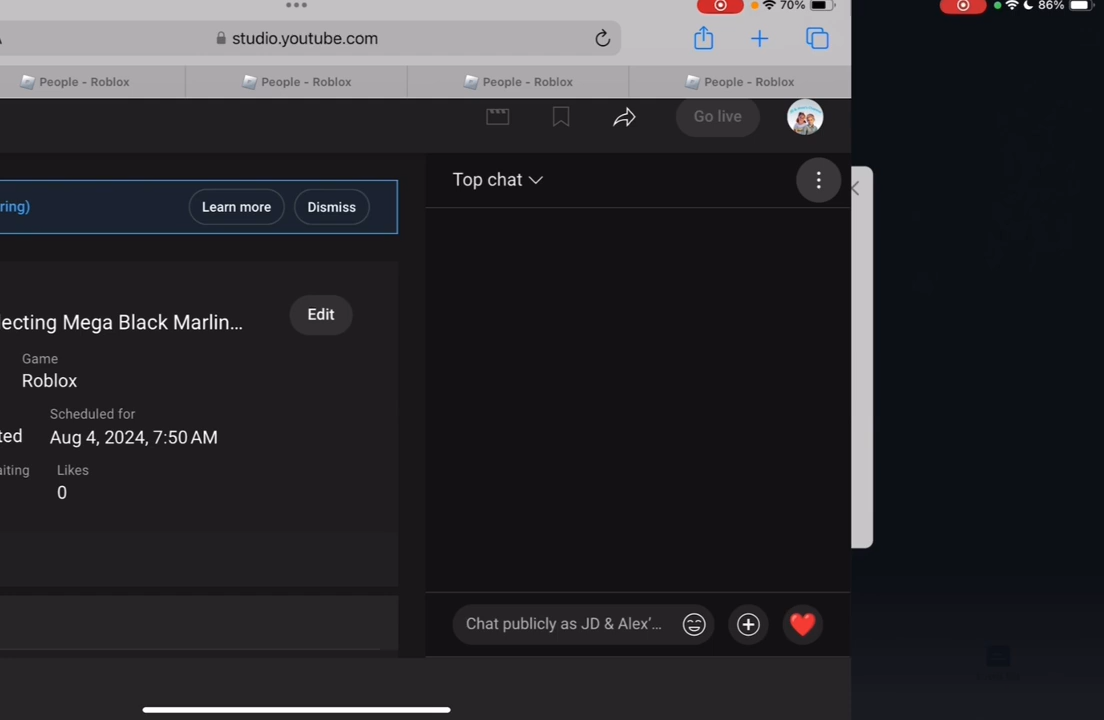 70%
86%
studio.youtube.com
People - Roblox
People - Roblox
People - Roblox
People - Roblox
Go live
Top chat
ring)
Learn more
Dismiss
lecting Mega Black Marlin...
Edit
Game
Roblox
Scheduled for
ted
Aug 4, 2024, 7:50 AM
aiting
Likes
0
Chat publicly as JD & Alex'...